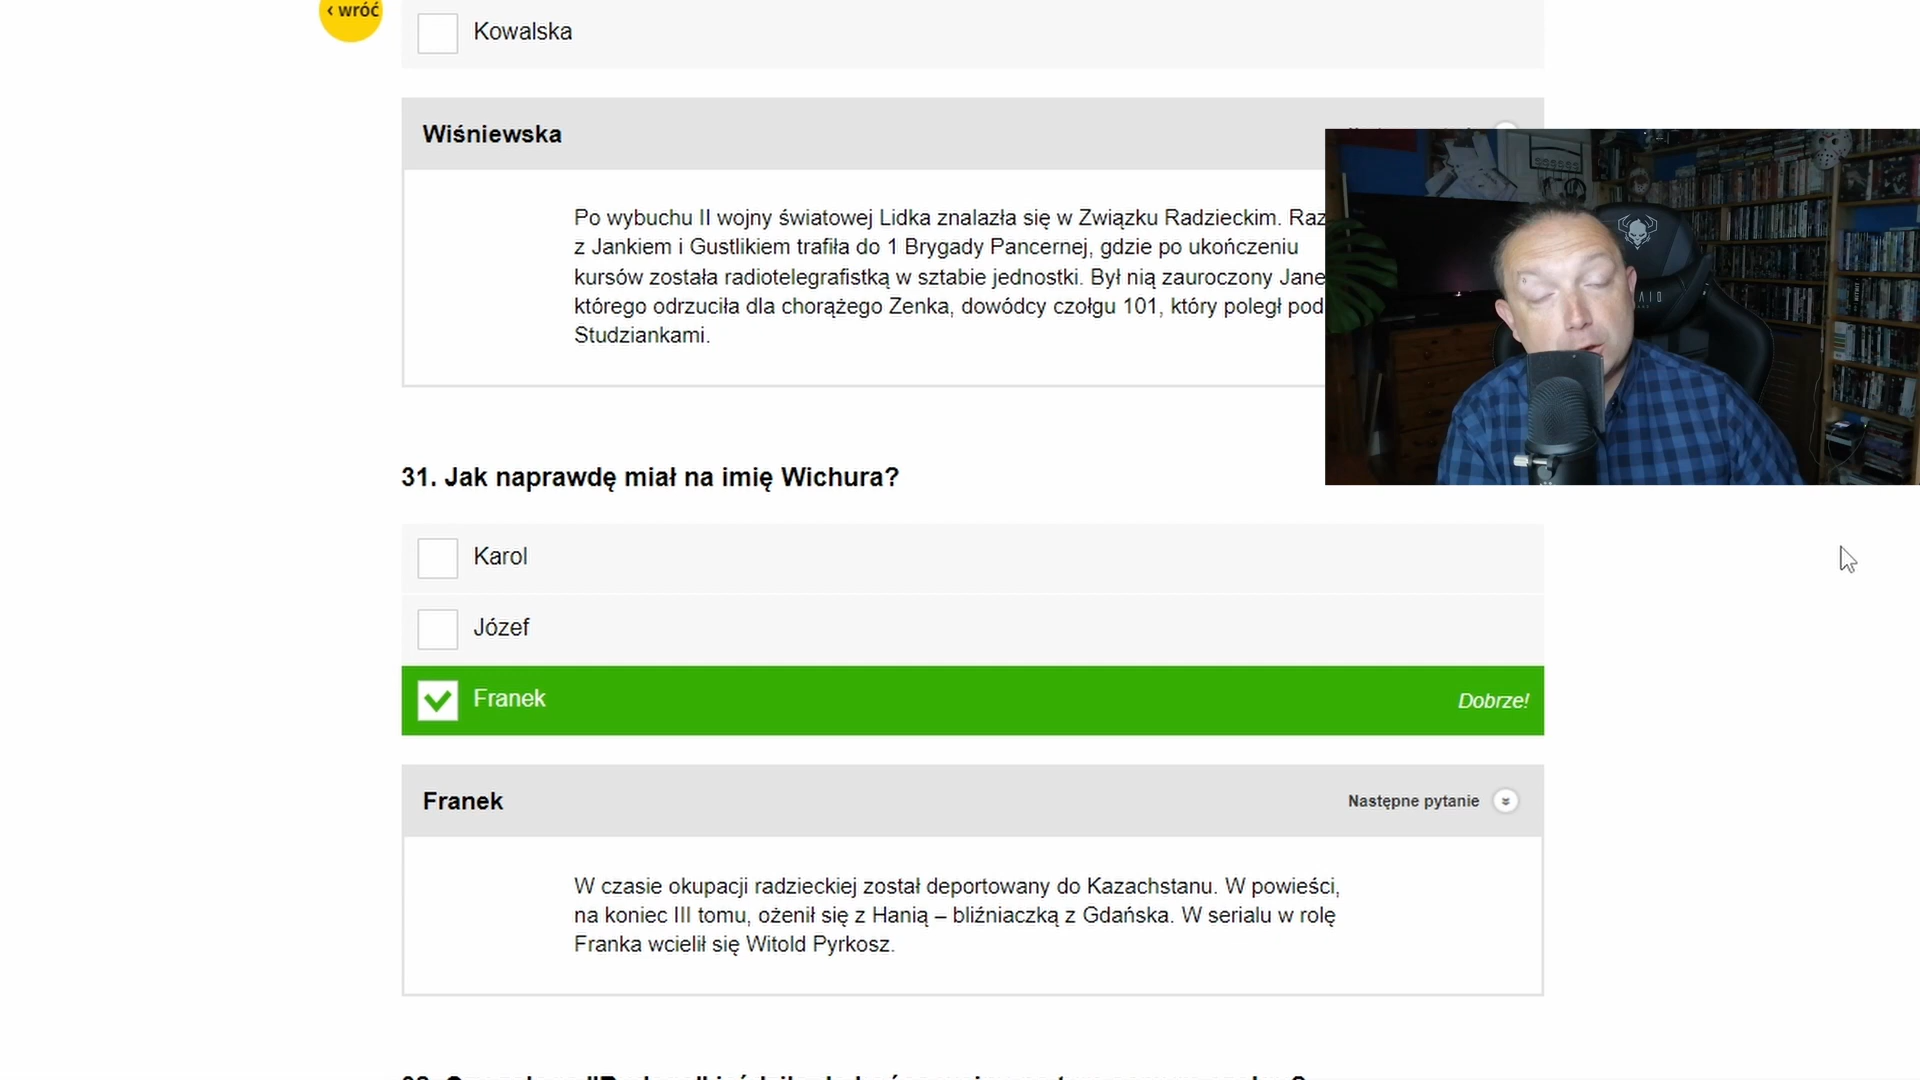 ‹ wróć
Kowalska
Wiśniewska
Po wybuchu II wojny światowej Lidka znalazła się w Związku Radzieckim. Raz
z Jankiem i Gustlikiem trafiła do 1 Brygady Pancernej, gdzie po ukończeniu
kursów została radiotelegrafistką w sztabie jednostki. Był nią zauroczony Jane
którego odrzuciła dla chorążego Zenka, dowódcy czołgu 101, który poległ pod
Studziankami.
31. Jak naprawdę miał na imię Wichura?
Karol
Józef
Franek
Dobrze!
Franek
Następne pytanie
W czasie okupacji radzieckiej został deportowany do Kazachstanu. W powieści,
na koniec III tomu, ożenił się z Hanią – bliźniaczką z Gdańska. W serialu w rolę
Franka wcielił się Witold Pyrkosz.